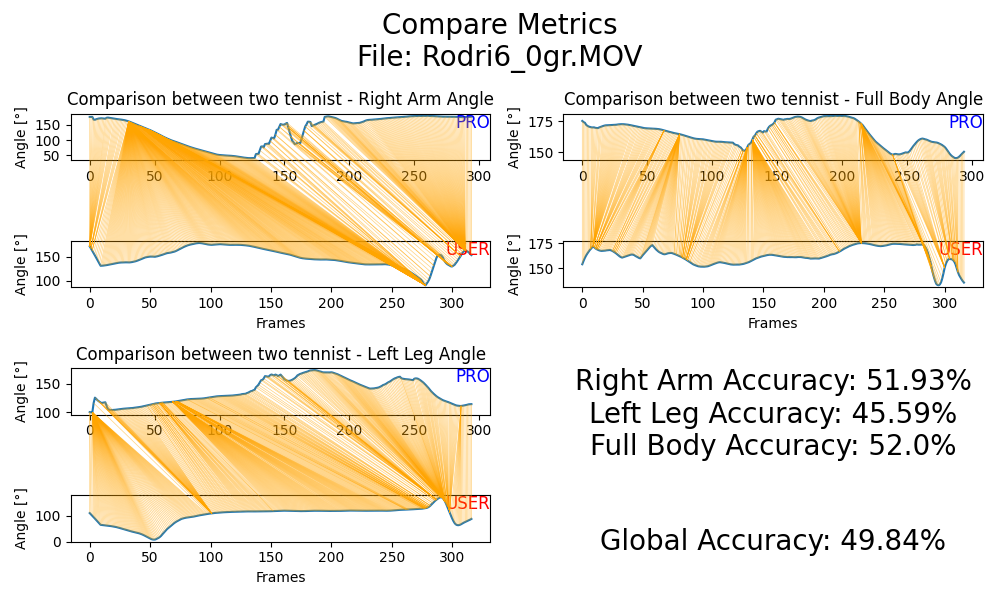 Compare Metrics
File: Rodri6_0gr.MOV
Comparison between two tennist - Right Arm Angle
Angle [°]
150
100
50
PRO
0 50 100 150 200 250 300
Angle [°]
150
100
USER
0 50 100 150 200 250 300
Frames
Comparison between two tennist - Full Body Angle
Angle [°]
175
150
PRO
0 50 100 150 200 250 300
Angle [°]
175
150
USER
0 50 100 150 200 250 300
Frames
Comparison between two tennist - Left Leg Angle
Angle [°]
150
100
PRO
0 50 100 150 200 250 300
Angle [°]
100
0
USER
0 50 100 150 200 250 300
Frames
Right Arm Accuracy: 51.93%
Left Leg Accuracy: 45.59%
Full Body Accuracy: 52.0%
Global Accuracy: 49.84%